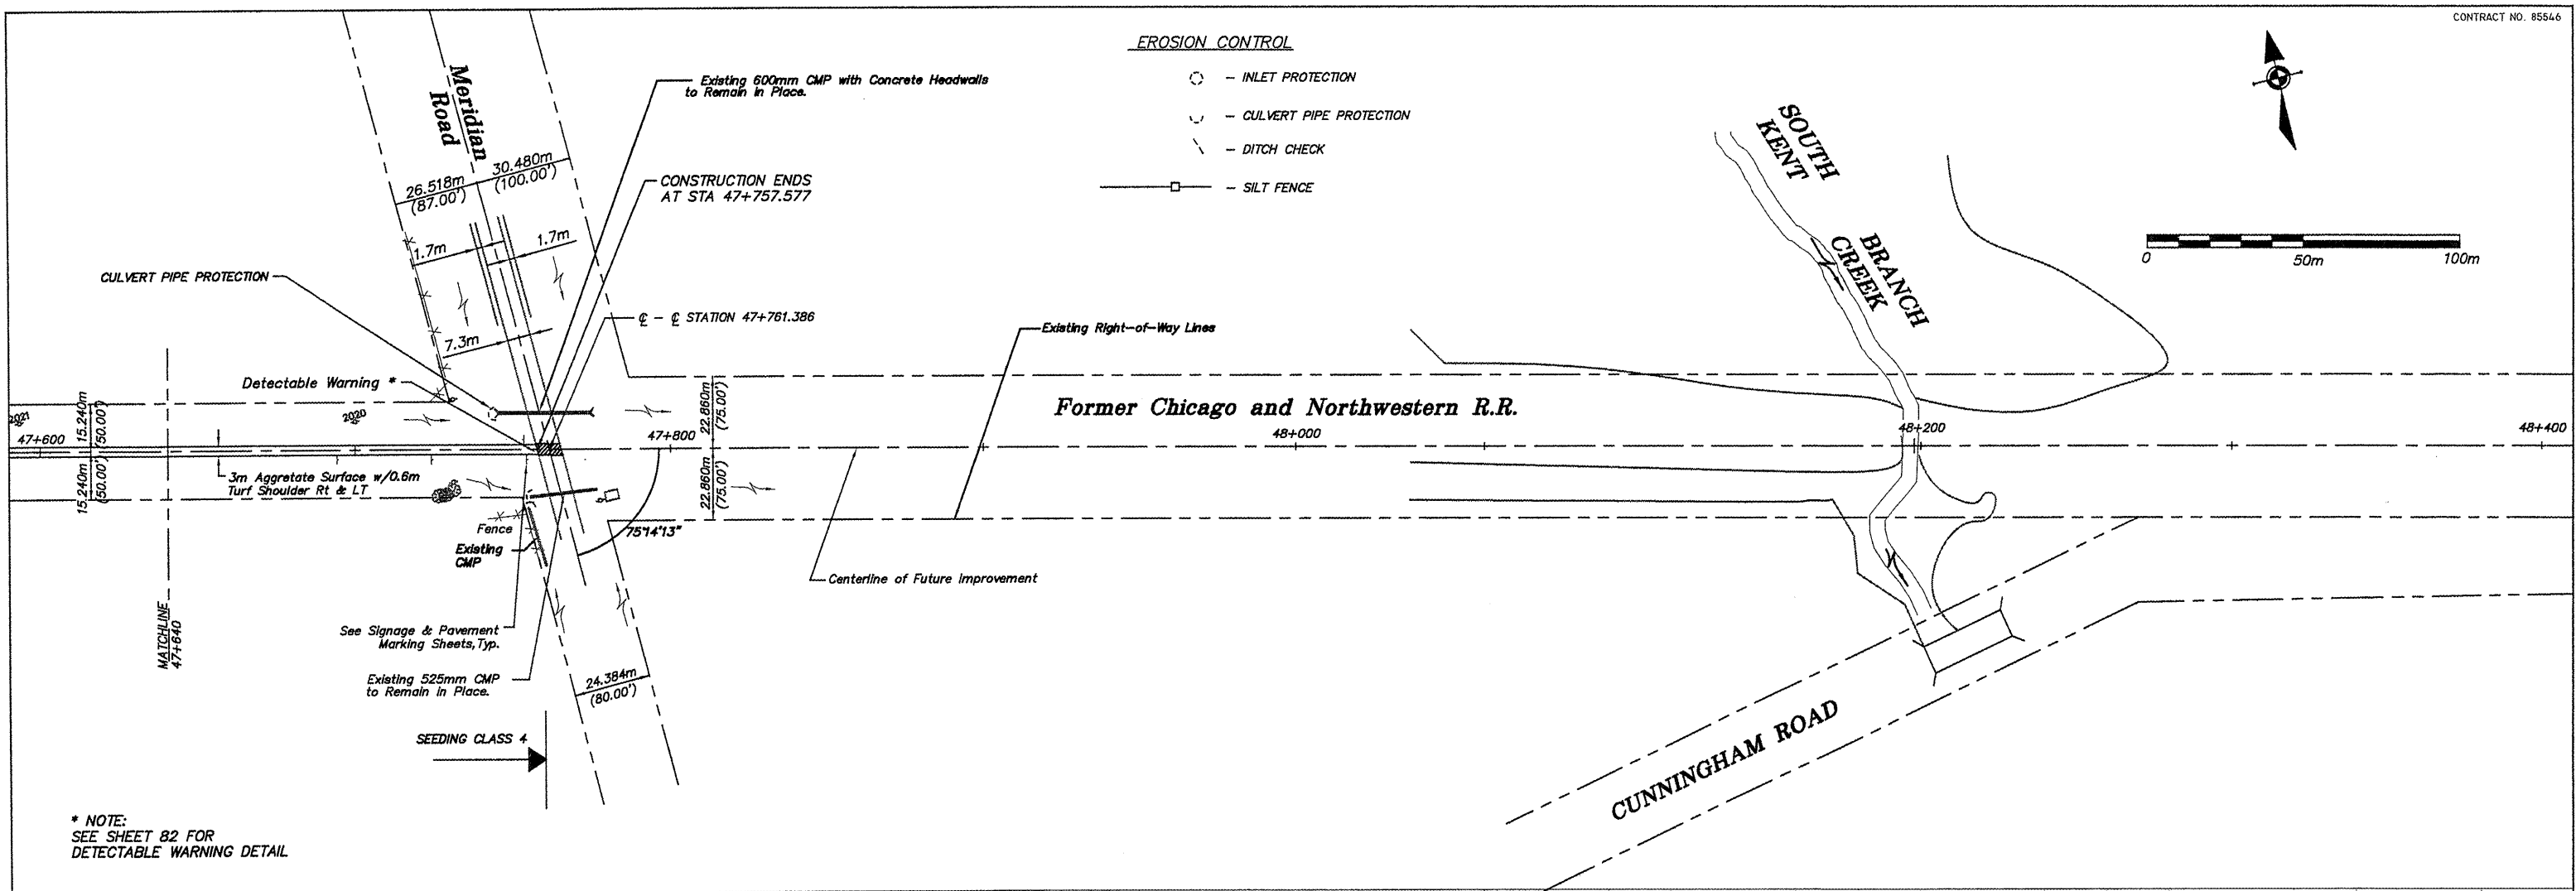 CONTRACT NO. 85546
EROSION CONTROL
- INLET PROTECTION
- CULVERT PIPE PROTECTION
- DITCH CHECK
- SILT FENCE
Meridian
Road
Existing 600mm CMP with Concrete Headwalls
to Remain in Place.
30.480m
(100.00')
26.518m
(87.00')
CONSTRUCTION ENDS
AT STA 47+757.577
1.7m
1.7m
CULVERT PIPE PROTECTION
℄ - ℄ STATION 47+761.386
7.3m
Existing Right-of-Way Lines
Detectable Warning *
SOUTH
KENT
BRANCH
CREEK
0
50m
100m
2021
2020
15.240m
(50.00')
15.240m
(50.00')
47+600
47+800
22.860m
(75.00')
22.860m
(75.00')
Former Chicago and Northwestern R.R.
48+000
48+200
48+400
3m Aggretate Surface w/0.6m
Turf Shoulder Rt & LT
Fence
Existing
CMP
75°14'13"
Centerline of Future Improvement
MATCHLINE
47+640
See Signage & Pavement
Marking Sheets, Typ.
Existing 525mm CMP
to Remain in Place.
24.384m
(80.00')
SEEDING CLASS 4
CUNNINGHAM ROAD
* NOTE:
SEE SHEET 82 FOR
DETECTABLE WARNING DETAIL